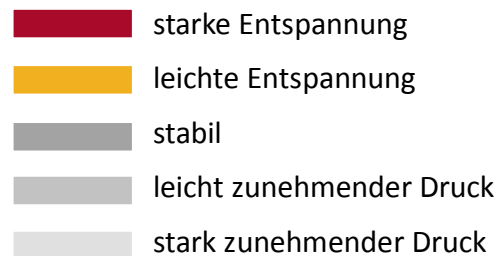 starke Entspannung
leichte Entspannung
stabil
leicht zunehmender Druck
stark zunehmender Druck